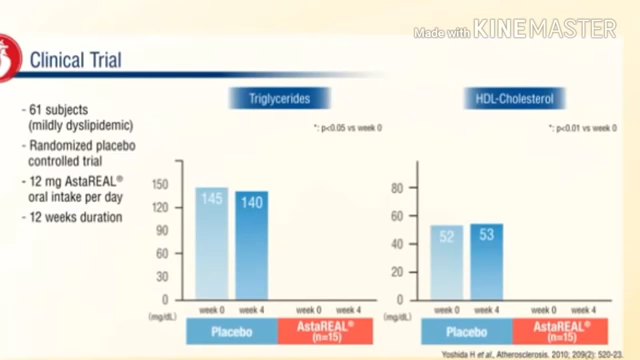 Made with KINEMASTER
Clinical Trial
- 61 subjects
(mildly dyslipidemic)
- Randomized placebo
controlled trial
- 12 mg AstaREAL®
oral intake per day
- 12 weeks duration
Triglycerides
*: p<0.05 vs week 0
150
120
90
60
30
0
(mg/dL)
145
140
week 0
week 4
week 0
week 4
Placebo
AstaREAL®
(n=15)
HDL-Cholesterol
*: p<0.01 vs week 0
80
60
40
20
0
(mg/dL)
52
53
week 0
week 4
week 0
week 4
Placebo
AstaREAL®
(n=15)
Yoshida H et al., Atherosclerosis. 2010; 209(2): 520-23.